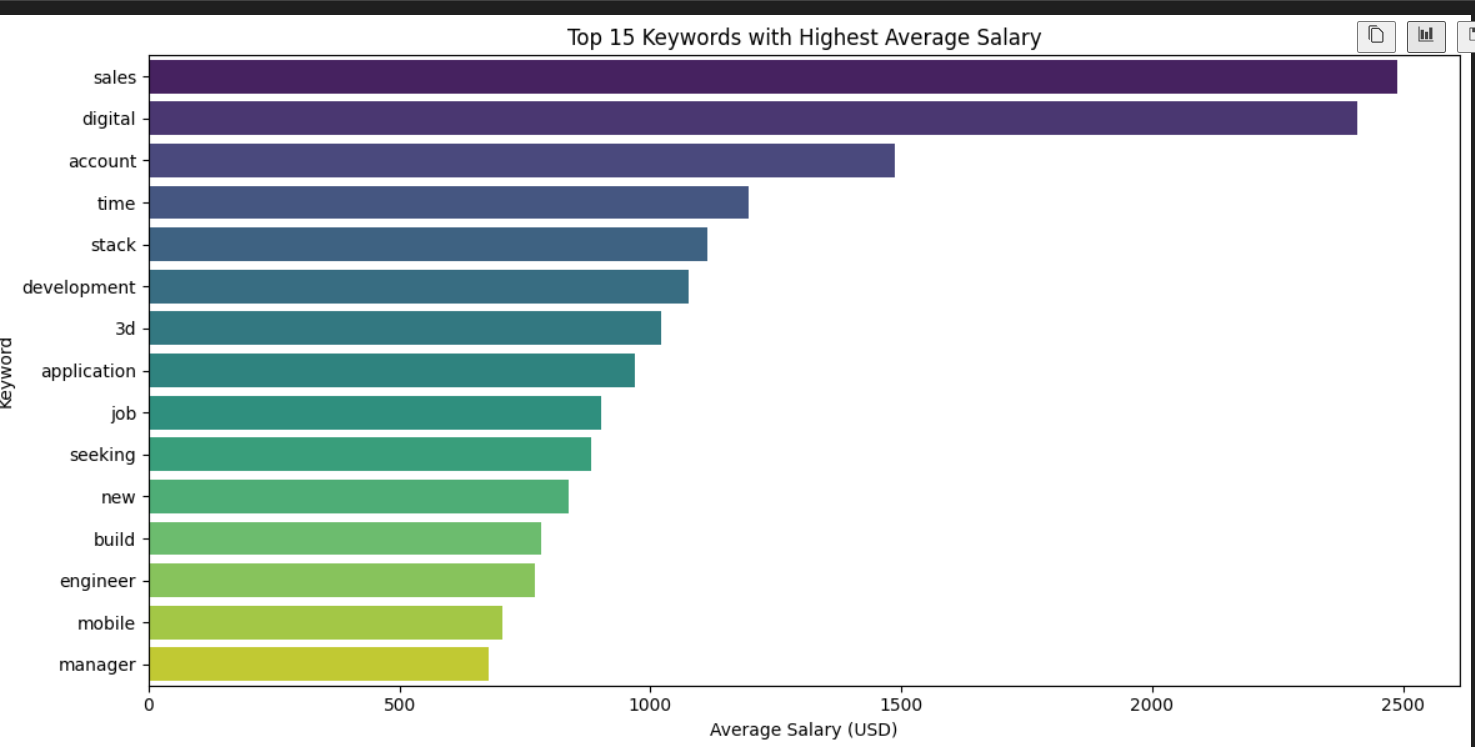 Top 15 Keywords with Highest Average Salary
sales
digital
account
time
stack
development
3d
application
job
seeking
new
build
engineer
mobile
manager
Keyword
0 500 1000 1500 2000 2500
Average Salary (USD)